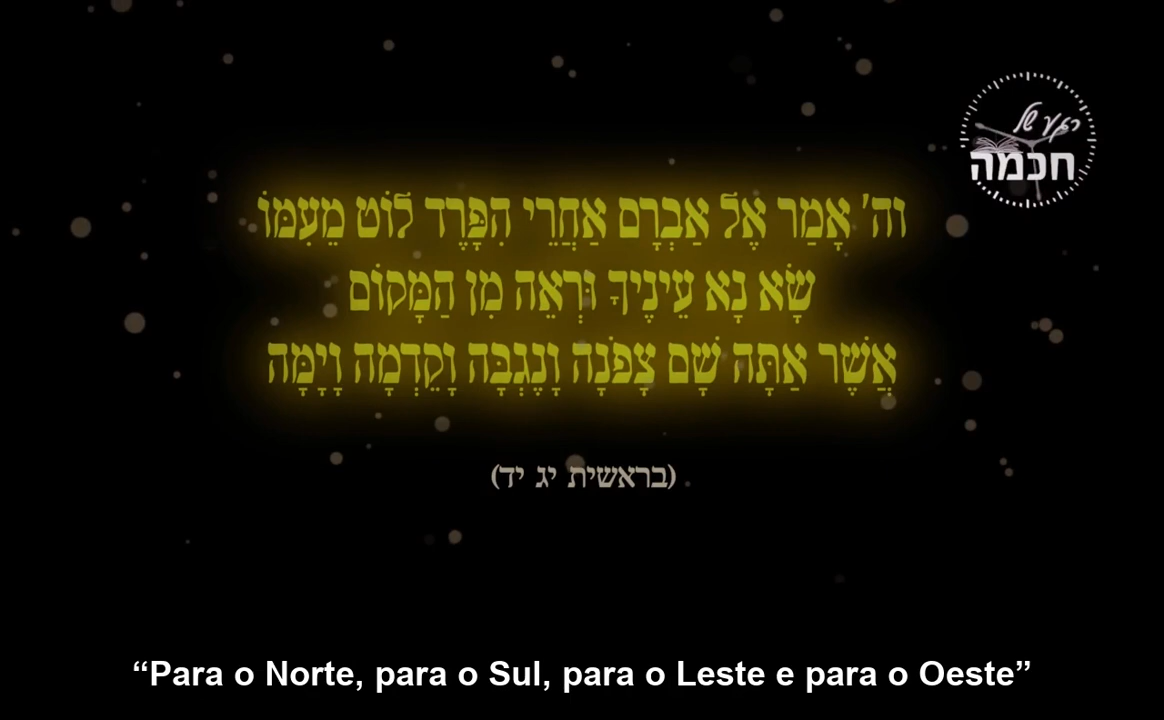 רגע של
חכמה
וה' אָמַר אֶל אַבְרָם אַחֲרֵי הִפָּרֶד לוֹט מֵעִמּוֹ
שָׂא נָא עֵינֶיךָ וּרְאֵה מִן הַמָּקוֹם
אֲשֶׁר אַתָּה שָׁם צָפֹנָה וָנֶגְבָּה וָקֵדְמָה וָיָמָּה
(בראשית יג יד)
“Para o Norte, para o Sul, para o Leste e para o Oeste”